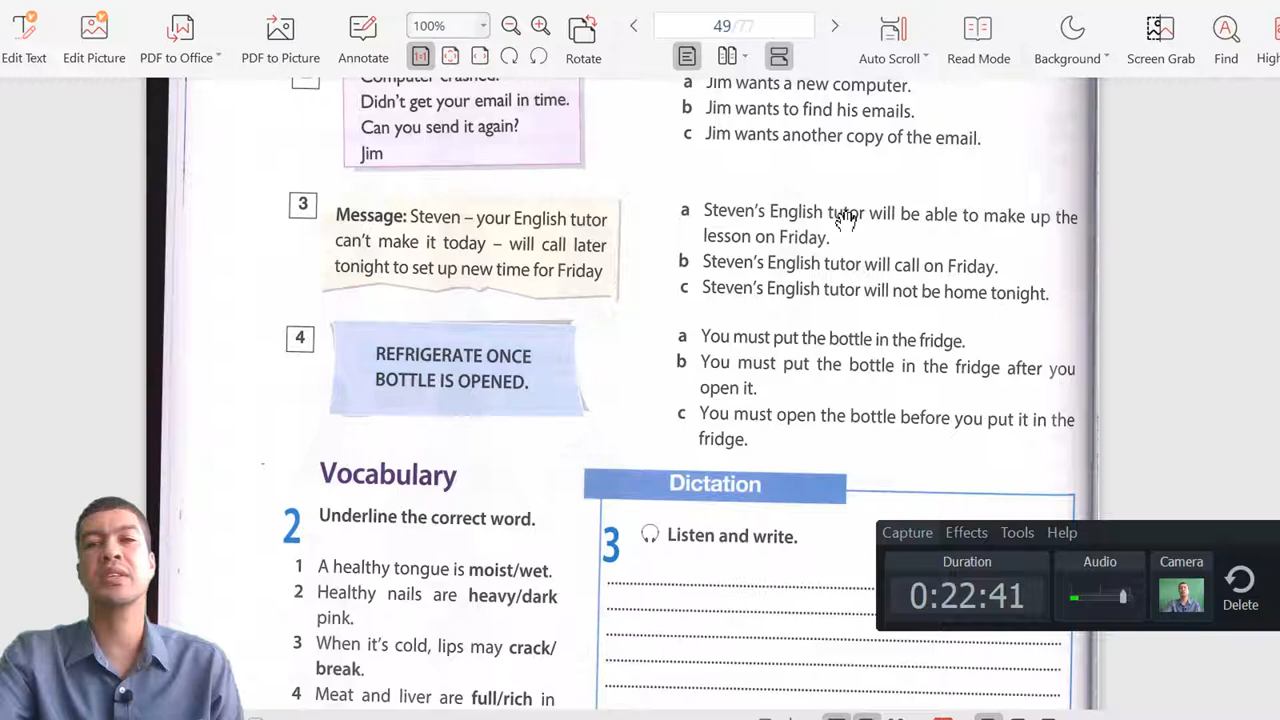 Edit Text
Edit Picture
PDF to Office
PDF to Picture
100%
Annotate
Rotate
49/77
Auto Scroll
Read Mode
Background
Screen Grab
Find
Computer crashed.
Didn't get your email in time.
Can you send it again?
Jim
a Jim wants a new computer.
b Jim wants to find his emails.
c Jim wants another copy of the email.
3
Message: Steven – your English tutor
can't make it today – will call later
tonight to set up new time for Friday
a Steven's English tutor will be able to make up the
lesson on Friday.
b Steven's English tutor will call on Friday.
c Steven's English tutor will not be home tonight.
4
REFRIGERATE ONCE
BOTTLE IS OPENED.
a You must put the bottle in the fridge.
b You must put the bottle in the fridge after you
open it.
c You must open the bottle before you put it in the
fridge.
Vocabulary
2 Underline the correct word.
1 A healthy tongue is moist/wet.
2 Healthy nails are heavy/dark
pink.
3 When it's cold, lips may crack/
break.
4 Meat and liver are full/rich in
Dictation
3 Listen and write.
Capture Effects Tools Help
Duration
0:22:41
Audio
Camera
Delete